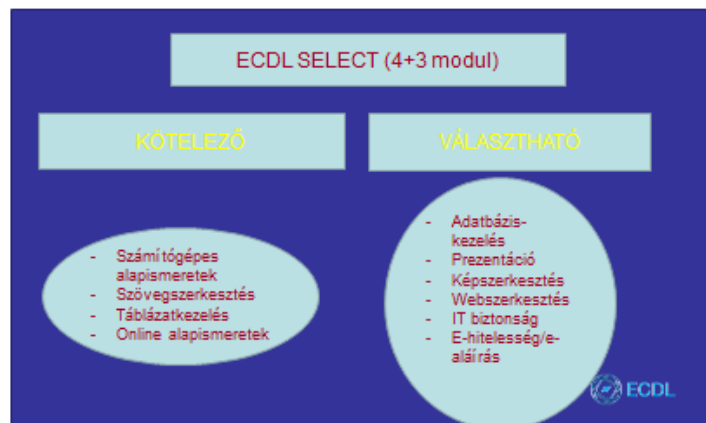 ECDL SELECT (4+3 modul)
KÖTELEZŐ
VÁLASZTHATÓ
- Számítógépes
alapismeretek
- Szövegszerkesztés
- Táblázatkezelés
- Online alapismeretek
- Adatbázis-
kezelés
- Prezentáció
- Képszerkesztés
- Webszerkesztés
- IT biztonság
- E-hitelesség/e-
aláírás
ECDL